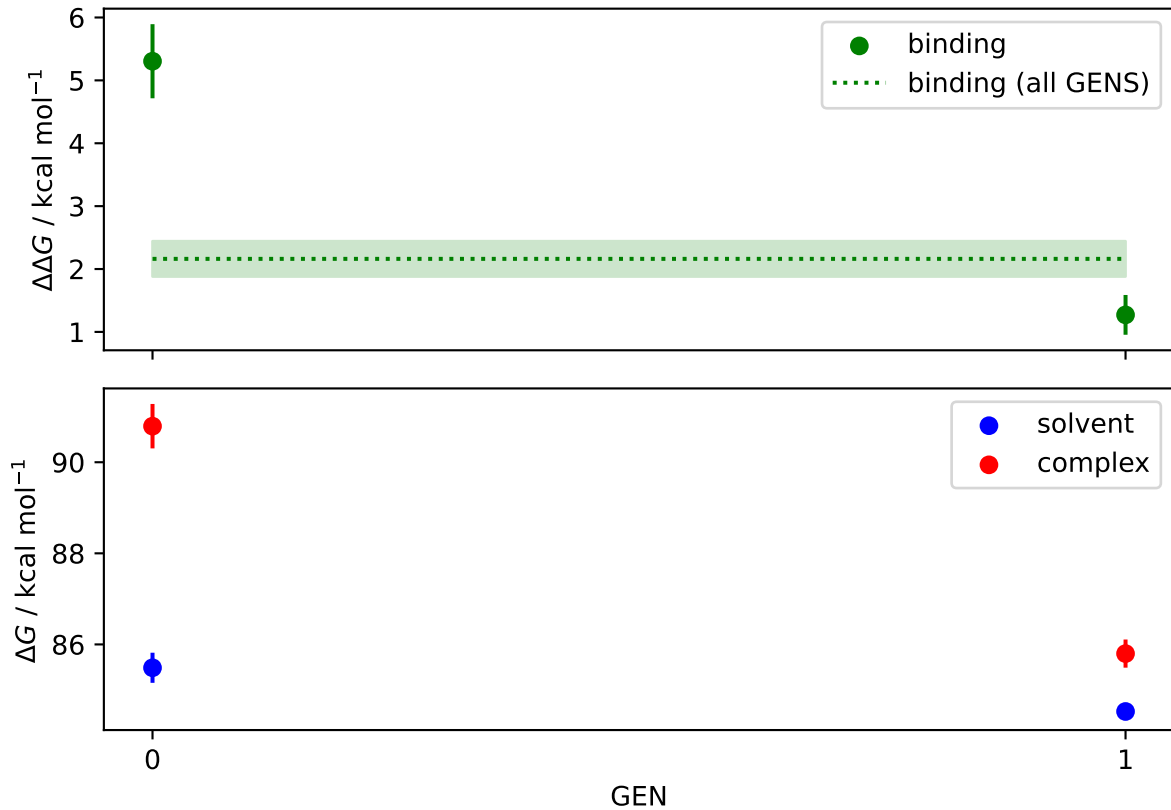 6
5
4
3
2
1
ΔΔG / kcal mol⁻¹
binding
binding (all GENS)
90
88
86
ΔG / kcal mol⁻¹
solvent
complex
0
1
GEN